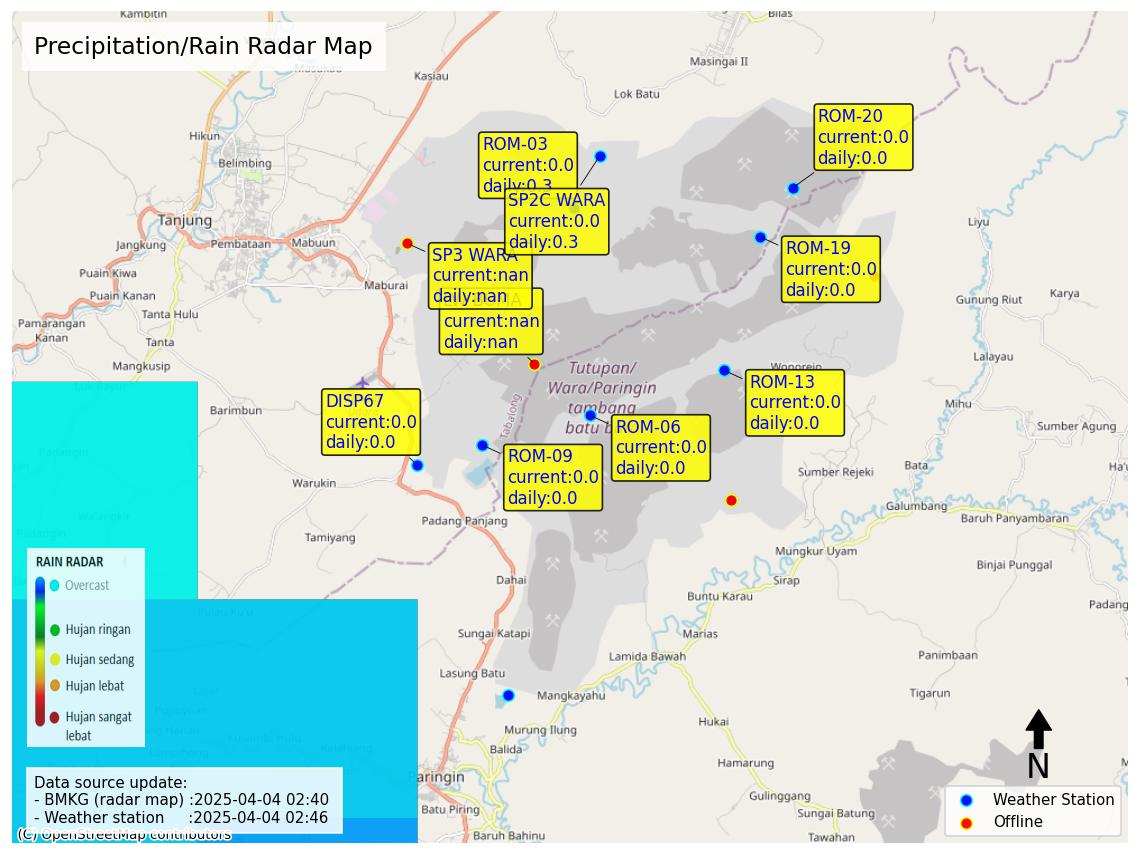 Precipitation/Rain Radar Map
Kambitin
Masukau
Kasiau
Bilas
Masingai II
Lok Batu
Hikun
Belimbing
Tanjung
Jangkung
Pembataan
Mabuun
Puain Kiwa
Maburai
Puain Kanan
Tanta Hulu
Pamarangan
Kanan
Tanta
Mangkusip
Barimbun
Warukin
Tamiyang
Padang Panjang
Dahai
Sungai Katapi
Lasung Batu
Mangkayahu
Murung Ilung
Balida
Paringin
Batu Piring
Baruh Bahinu
Lamida Bawah
Marias
Buntu Karau
Sirap
Mungkur Uyam
Hukai
Hamarung
Gulinggang
Sungai Batung
Tawahan
Tigarun
Panimbaan
Binjai Punggal
Padang
Baruh Panyambaran
Galumbang
Bata
Sumber Rejeki
Sumber Agung
Mihu
Lalayau
Karya
Gunung Riut
Liyu
Wonorejo
Tabalong
Tutupan/
Wara/Paringin
tambang
batu
ROM-03
current:0.0
daily:0.3
SP2C WARA
current:0.0
daily:0.3
ROM-20
current:0.0
daily:0.0
ROM-19
current:0.0
daily:0.0
SP3 WARA
current:nan
daily:nan
current:nan
daily:nan
ROM-13
current:0.0
daily:0.0
DISP67
current:0.0
daily:0.0
ROM-06
current:0.0
daily:0.0
ROM-09
current:0.0
daily:0.0
RAIN RADAR
Overcast
Hujan ringan
Hujan sedang
Hujan lebat
Hujan sangat
lebat
Data source update:
- BMKG (radar map) :2025-04-04 02:40
- Weather station :2025-04-04 02:46
(C) OpenStreetMap contributors
N
Weather Station
Offline